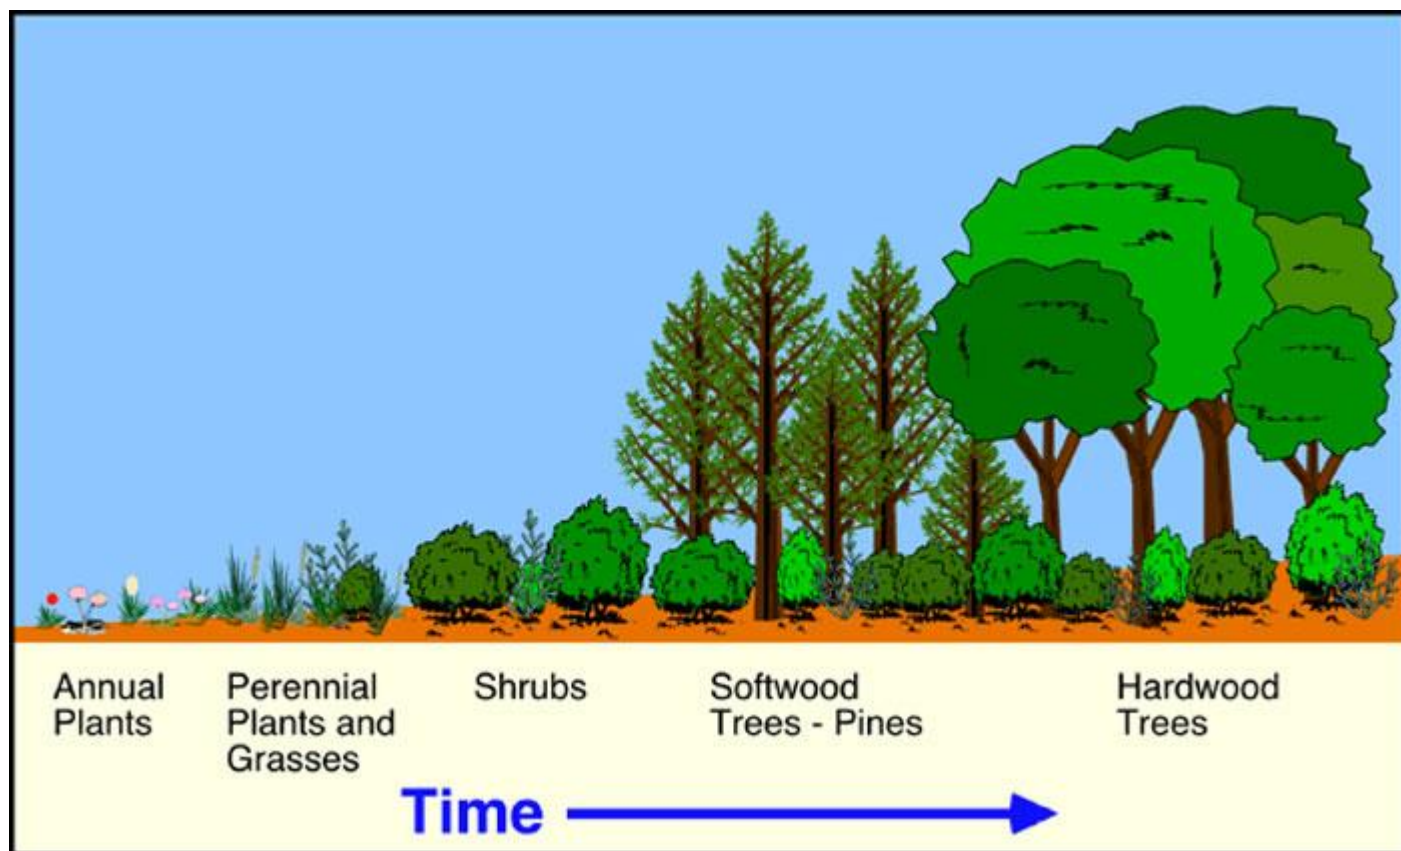 Annual
Plants
Perennial
Plants and
Grasses
Shrubs
Softwood
Trees - Pines
Hardwood
Trees
Time